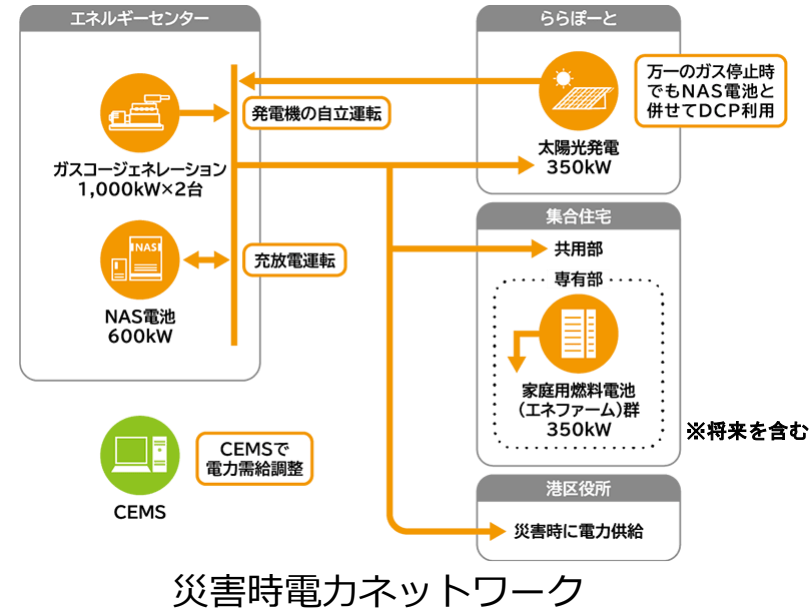 エネルギーセンター
ガスコージェネレーション
1,000kW×2台
発電機の自立運転
NAS
NAS電池
600kW
充放電運転
CEMS
CEMSで
電力需給調整
ららぽーと
太陽光発電
350kW
万一のガス停止時
でもNAS電池と
併せてDCP利用
集合住宅
共用部
専有部
家庭用燃料電池
(エネファーム)群
350kW
※将来を含む
港区役所
災害時に電力供給
災害時電力ネットワーク